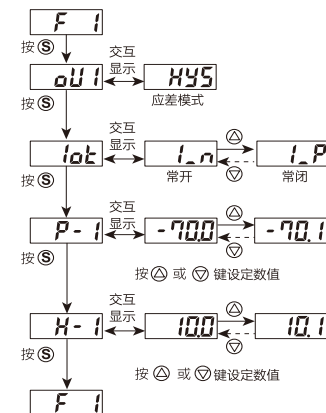 F 1
按Ⓢ
交互
显示
oU1 HYS
应差模式
按Ⓢ
交互
显示
1ot 1_n 1_P
常开 常闭
按Ⓢ
交互
显示
P-1 -70.0 -70.1
按Ⓢ
按△ 或 ▽ 键设定数值
交互
显示
H-1 10.0 10.1
按Ⓢ
按△ 或 ▽ 键设定数值
F 1